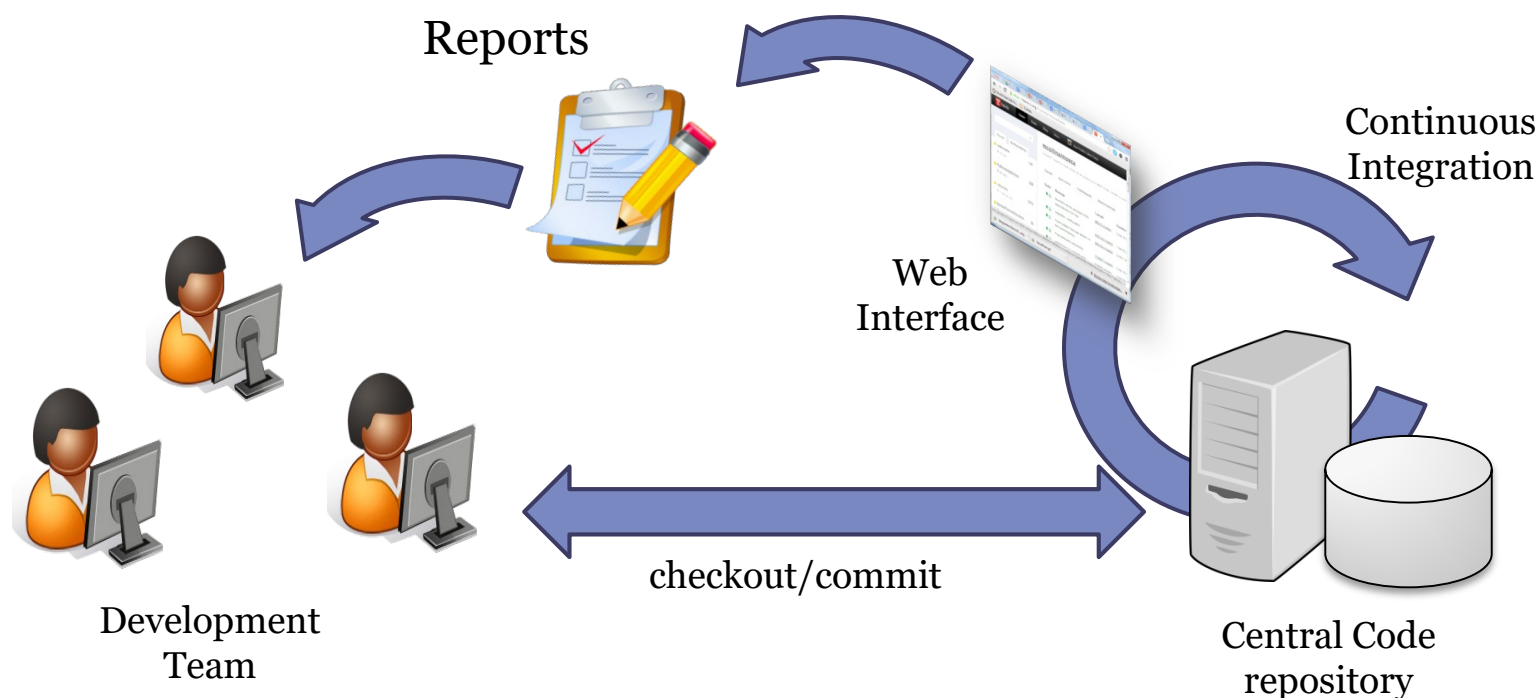 Reports
Continuous
Integration
Web
Interface
checkout/commit
Development
Team
Central Code
repository